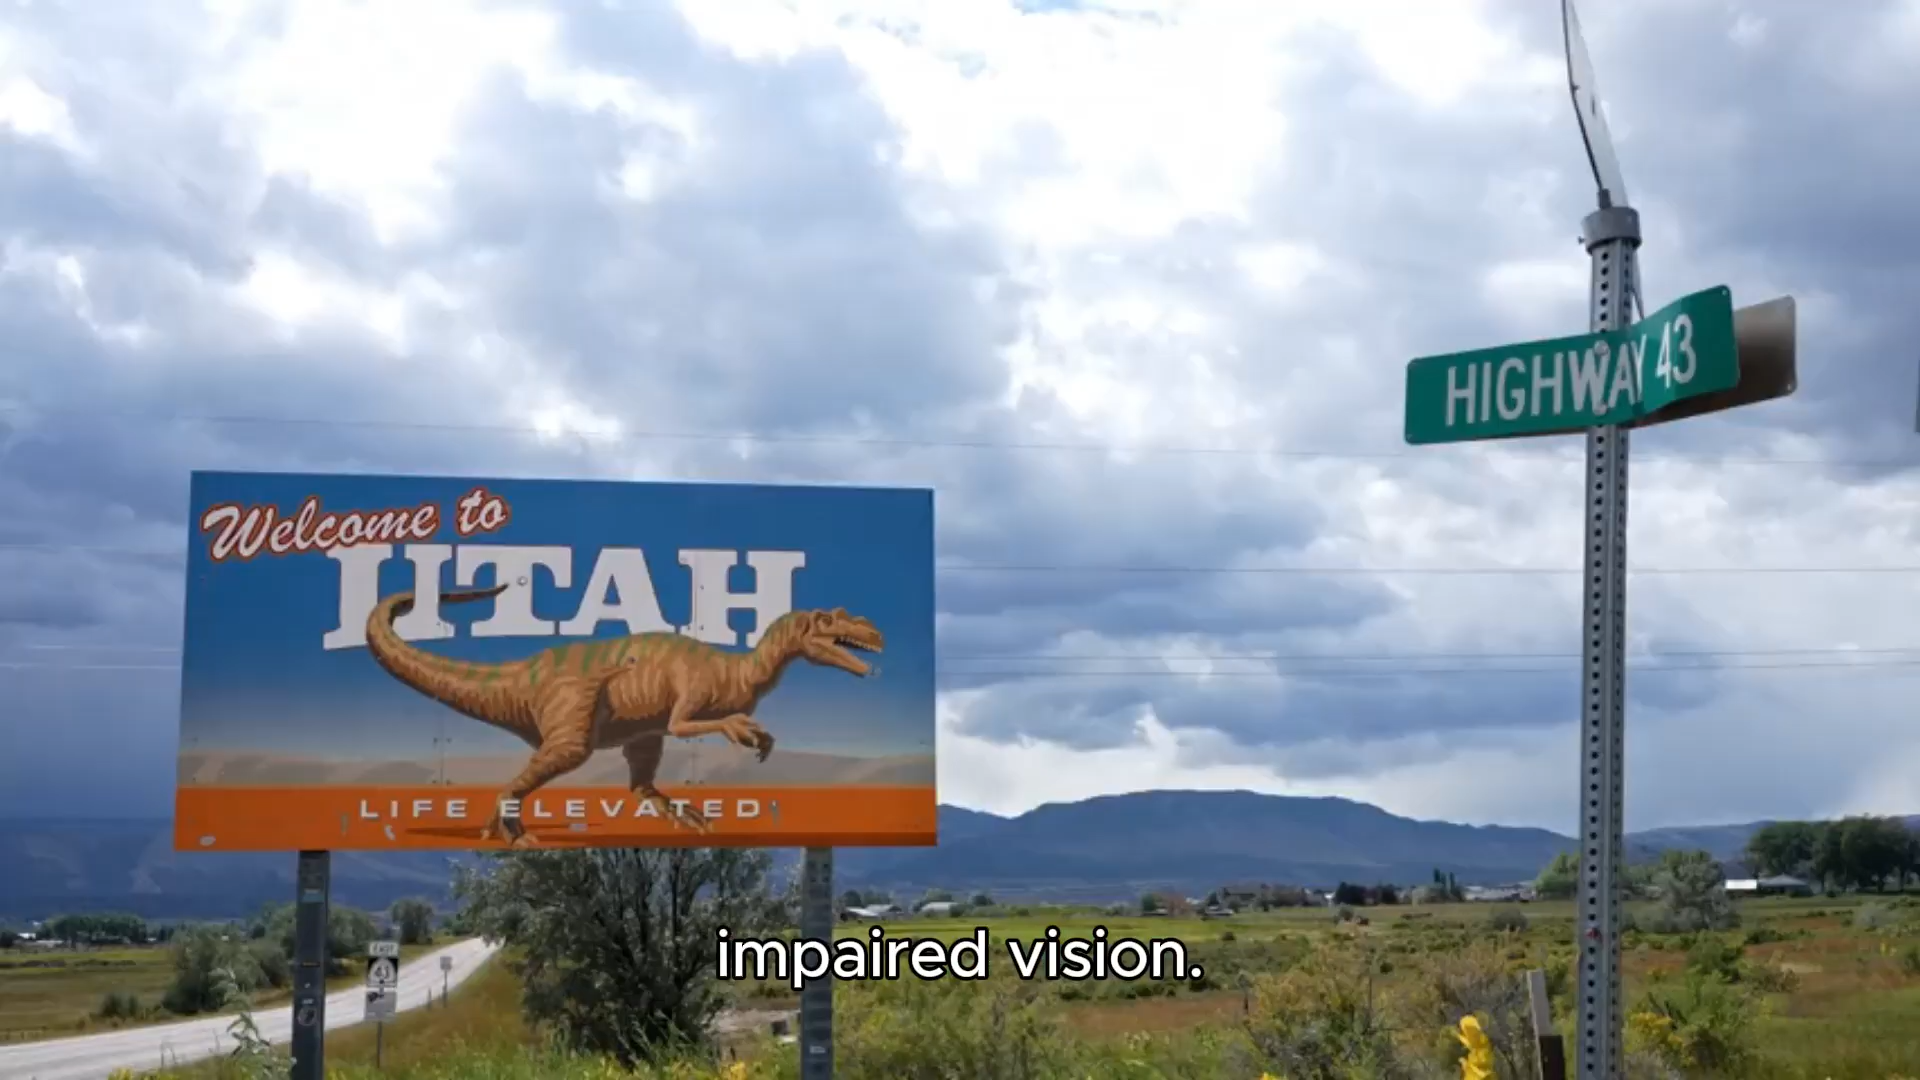 Welcome to
UTAH
LIFE ELEVATED
HIGHWAY 43
EAST
43
impaired vision.